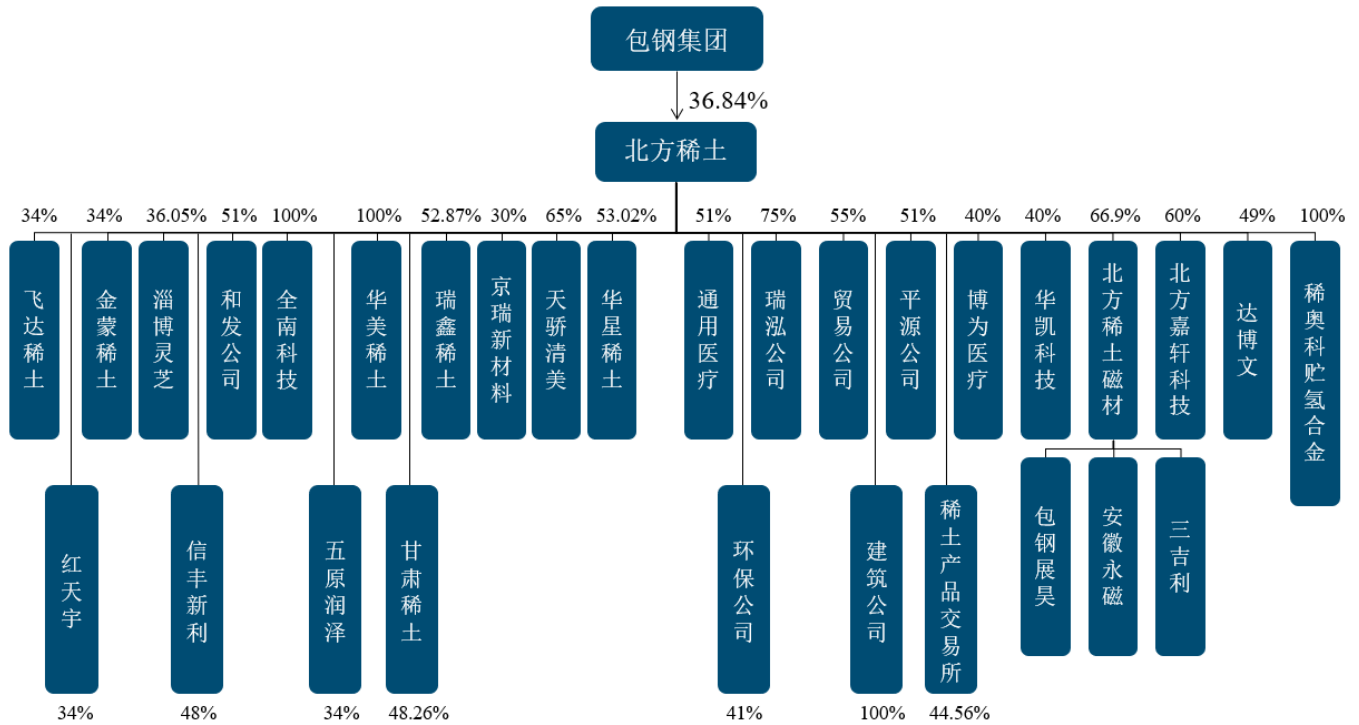 包钢集团
36.84%
北方稀土
34% 34% 36.05% 51% 100% 100% 52.87% 30% 65% 53.02% 51% 75% 55% 51% 40% 40% 66.9% 60% 49% 100%
飞达稀土
金蒙稀土
淄博灵芝
和发公司
全南科技
华美稀土
瑞鑫稀土
京瑞新材料
天骄清美
华星稀土
通用医疗
瑞泓公司
贸易公司
平源公司
博为医疗
华凯科技
北方稀土磁材
北方嘉轩科技
达博文
稀奥科贮氢合金
红天宇
信丰新利
五原润泽
甘肃稀土
环保公司
建筑公司
稀土产品交易所
包钢展昊
安徽永磁
三吉利
34% 48% 34% 48.26% 41% 100% 44.56%